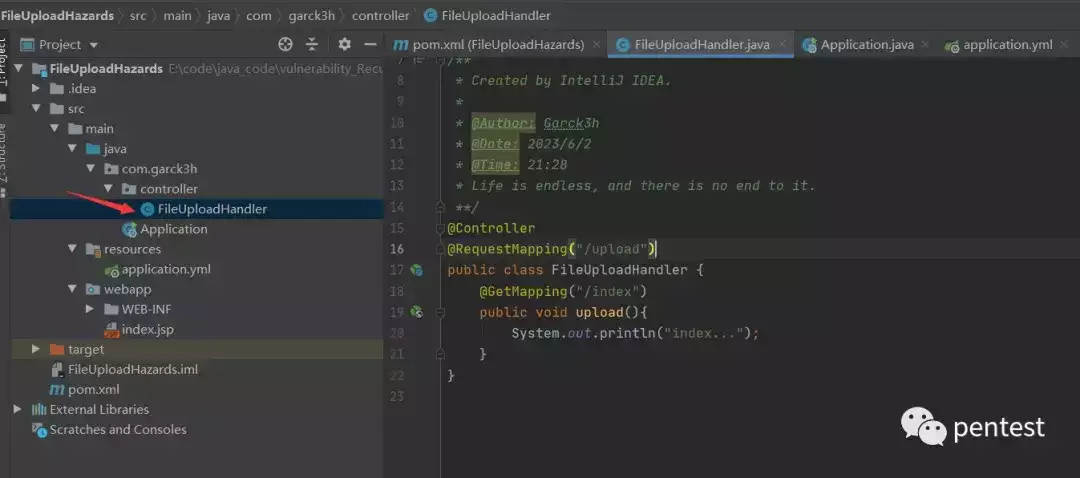 FileUploadHazards › src › main › java › com › garck3h › controller › FileUploadHandler
Project
pom.xml (FileUploadHazards) × FileUploadHandler.java × Application.java × application.yml ×
1: Project
Z: Structure
FileUploadHazards E:\code\java_code\vulnerability_Recu
.idea
src
main
java
com.garck3h
controller
FileUploadHandler
Application
resources
application.yml
webapp
WEB-INF
index.jsp
target
FileUploadHazards.iml
pom.xml
External Libraries
Scratches and Consoles
7 /**
8 * Created by IntelliJ IDEA.
9 *
10 * @Author: Garck3h
11 * @Date: 2023/6/2
12 * @Time: 21:28
13 * Life is endless, and there is no end to it.
14 **/
15 @Controller
16 @RequestMapping("/upload")
17 public class FileUploadHandler {
18 @GetMapping("/index")
19 public void upload(){
20 System.out.println("index...");
21 }
22 }
23
pentest